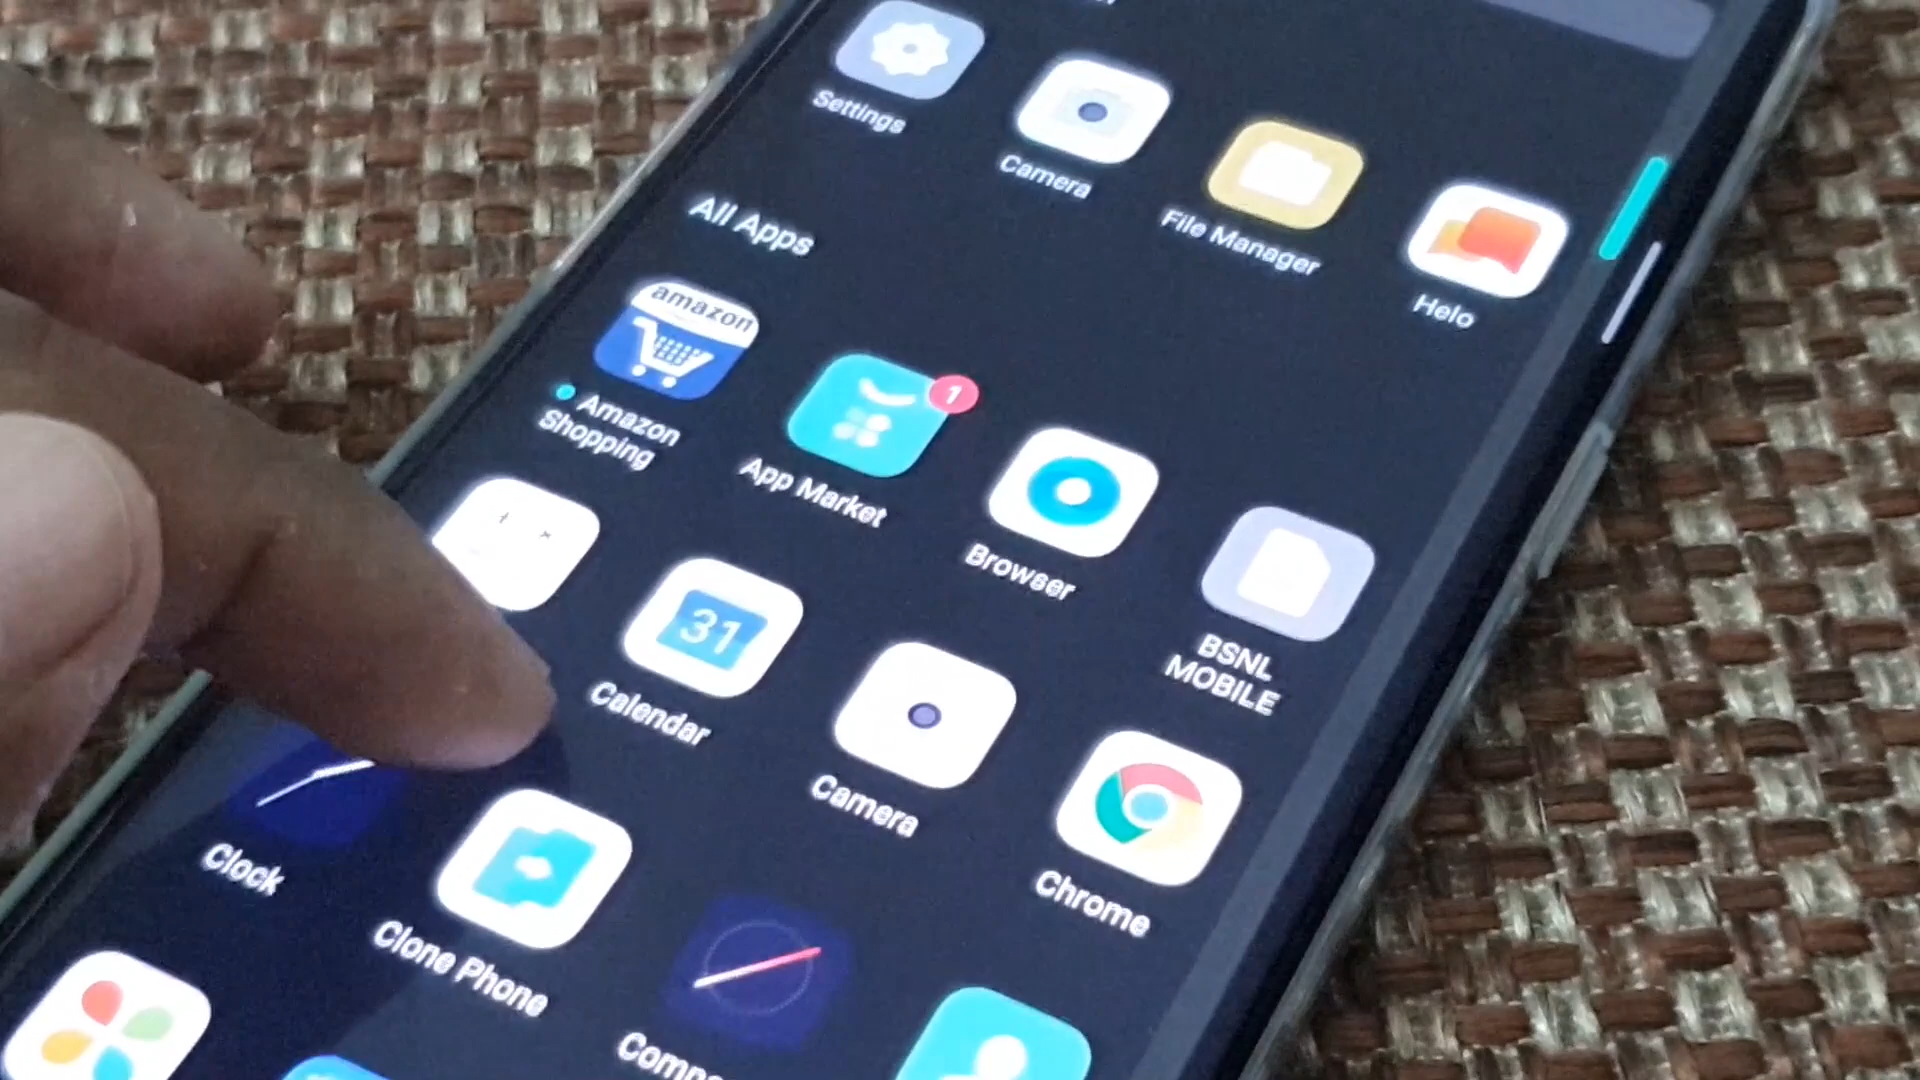 Settings
Camera
File Manager
Helo
All Apps
amazon
Amazon
Shopping
1
App Market
Browser
BSNL
MOBILE
31
Calendar
Camera
Chrome
Clock
Clone Phone